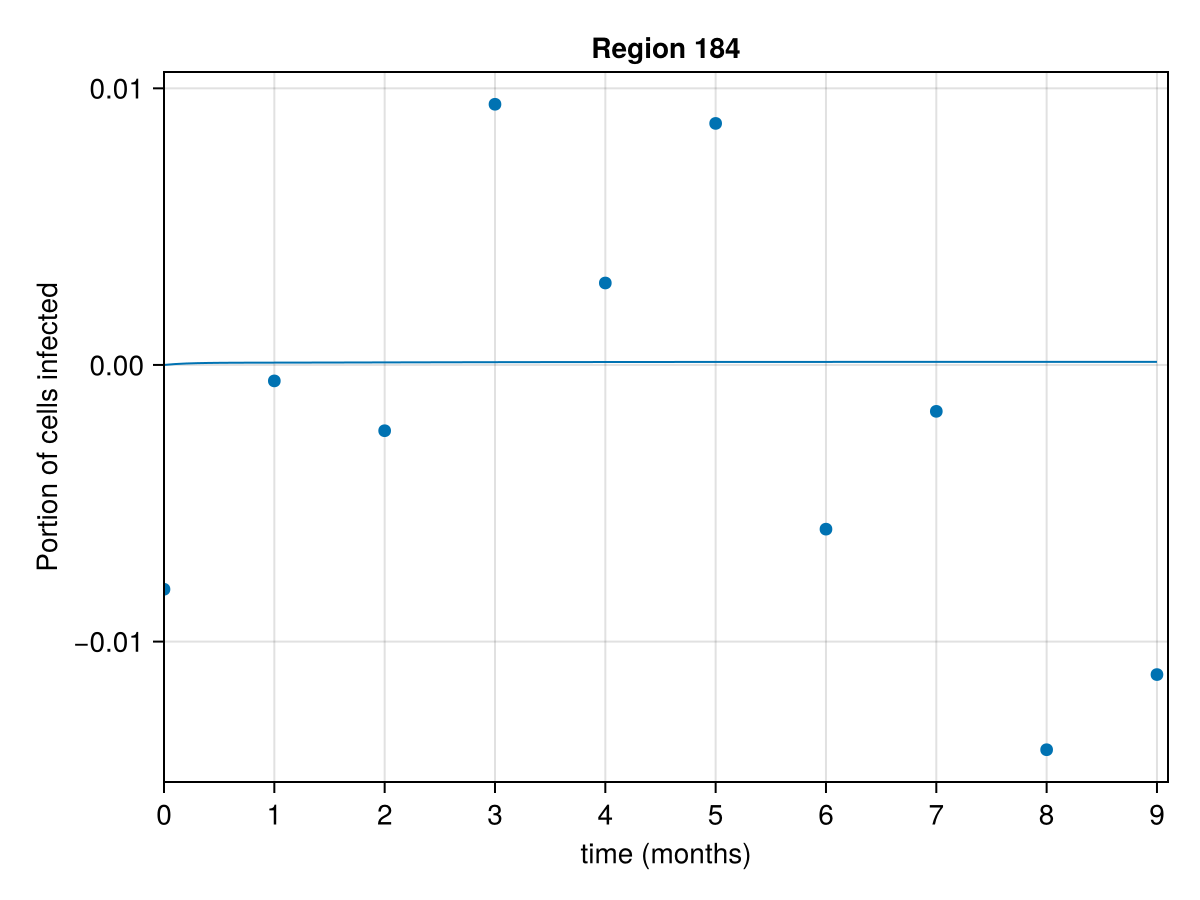 Region 184
0.01
0.00
−0.01
Portion of cells infected
0 1 2 3 4 5 6 7 8 9
time (months)